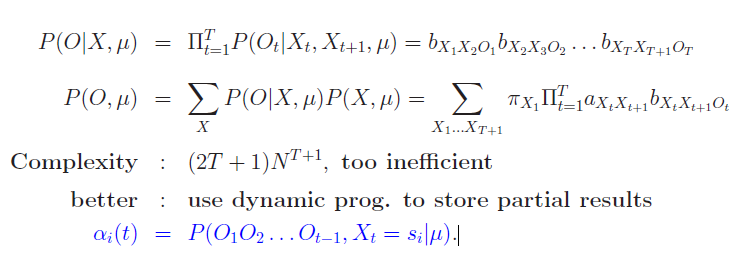 P(O|X, μ) = Π_{t=1}^{T} P(O_t|X_t, X_{t+1}, μ) = b_{X_1X_2O_1} b_{X_2X_3O_2} … b_{X_TX_{T+1}O_T}
P(O, μ) = ∑_X P(O|X, μ)P(X, μ) = ∑_{X_1…X_{T+1}} π_{X_1} Π_{t=1}^{T} a_{X_tX_{t+1}} b_{X_tX_{t+1}O_t}
Complexity : (2T + 1)N^{T+1}, too inefficient
better : use dynamic prog. to store partial results
α_i(t) = P(O_1O_2 … O_{t−1}, X_t = s_i|μ).